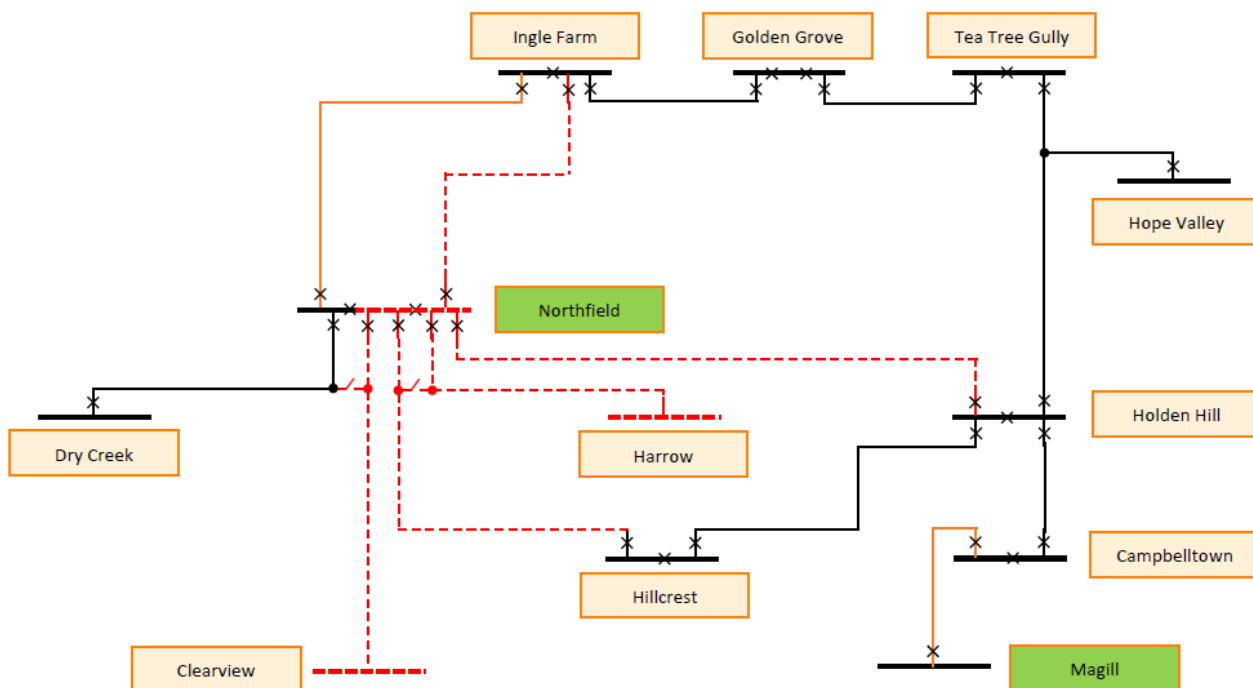 Ingle Farm
Golden Grove
Tea Tree Gully
Hope Valley
Northfield
Dry Creek
Harrow
Holden Hill
Campbelltown
Hillcrest
Clearview
Magill